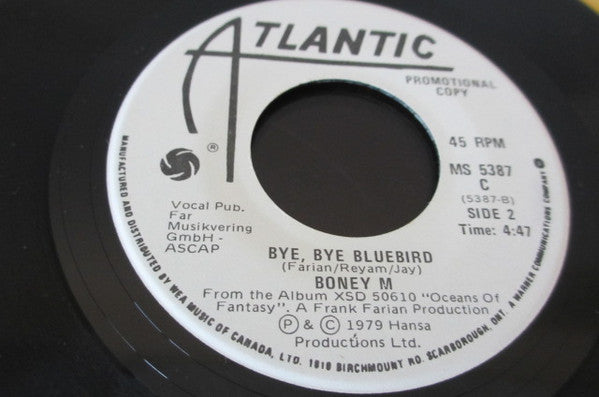 ATLANTIC
®
PROMOTIONAL
COPY
45 RPM
MS 5387
C
(5387-B)
SIDE 2
Time: 4:47
Vocal Pub.
Far
Musikvering
GmbH-
ASCAP
BYE, BYE BLUEBIRD
(Farian/Reyam/Jay)
BONEY M
From the Album XSD 50610 "Oceans Of
Fantasy". A Frank Farian Production
Ⓟ & © 1979 Hansa
Productions Ltd.
MANUFACTURED AND DISTRIBUTED BY WEA MUSIC OF CANADA, LTD. 1810 BIRCHMOUNT RD. SCARBOROUGH, ONT. A WARNER COMMUNICATIONS COMPANY